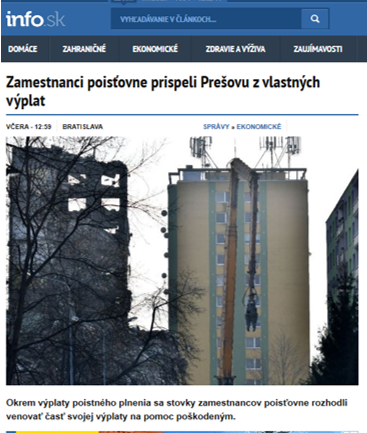 info.sk
VYHĽADÁVANIE V ČLÁNKOCH...
DOMÁCE ZAHRANIČNÉ EKONOMICKÉ ZDRAVIE A VÝŽIVA ZAUJÍMAVOSTI
Zamestnanci poisťovne prispeli Prešovu z vlastných
výplat
VČERA - 12:59 BRATISLAVA SPRÁVY » EKONOMICKÉ
Okrem výplaty poistného plnenia sa stovky zamestnancov poisťovne rozhodli
venovať časť svojej výplaty na pomoc poškodeným.